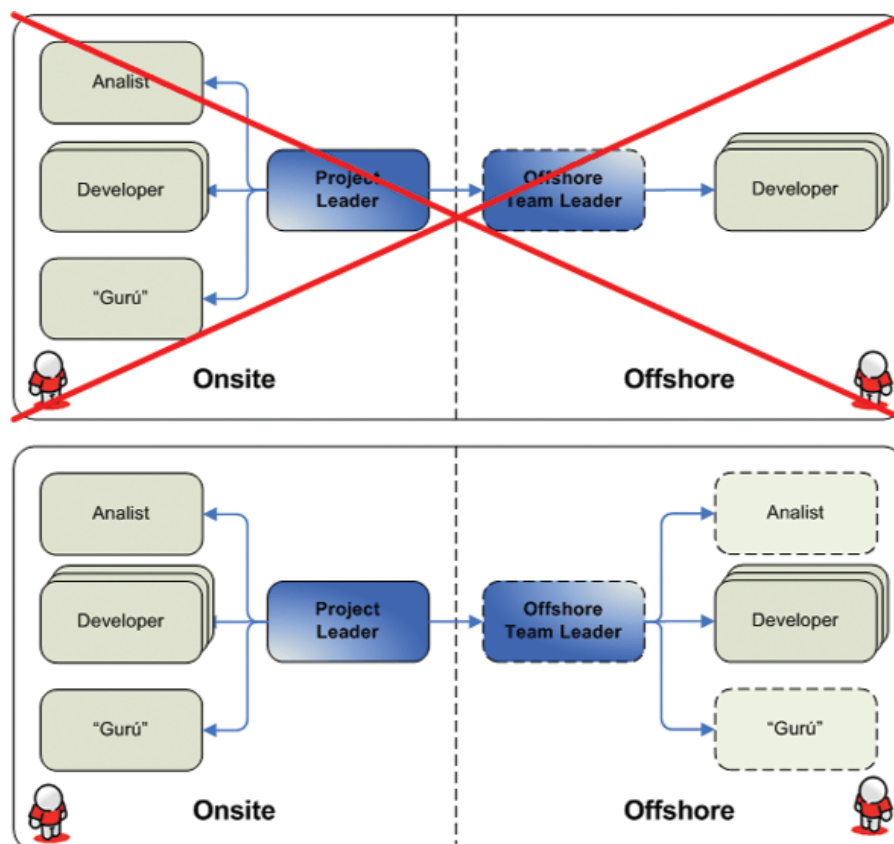 Analist
Developer
Project
Leader
Offshore
Team Leader
Developer
“Gurú”
Onsite
Offshore
Analist
Analist
Developer
Project
Leader
Offshore
Team Leader
Developer
“Gurú”
“Gurú”
Onsite
Offshore